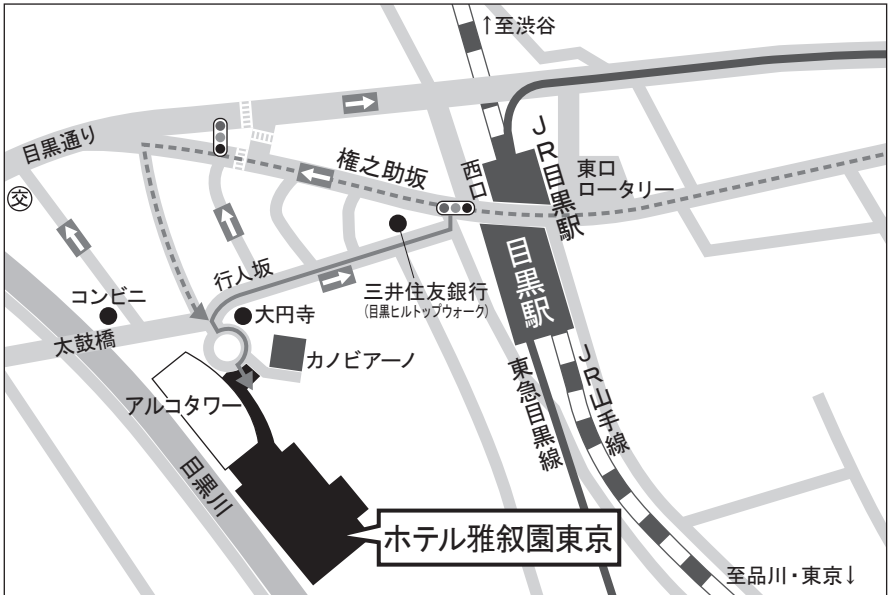 ↑至渋谷
目黒通り
権之助坂
西口
JR目黒駅
東口
ロータリー
交
行人坂
目黒駅
コンビニ
大円寺
三井住友銀行
(目黒ヒルトップウォーク)
太鼓橋
カノビアーノ
アルコタワー
東急目黒線
JR山手線
目黒川
ホテル雅叙園東京
至品川・東京↓